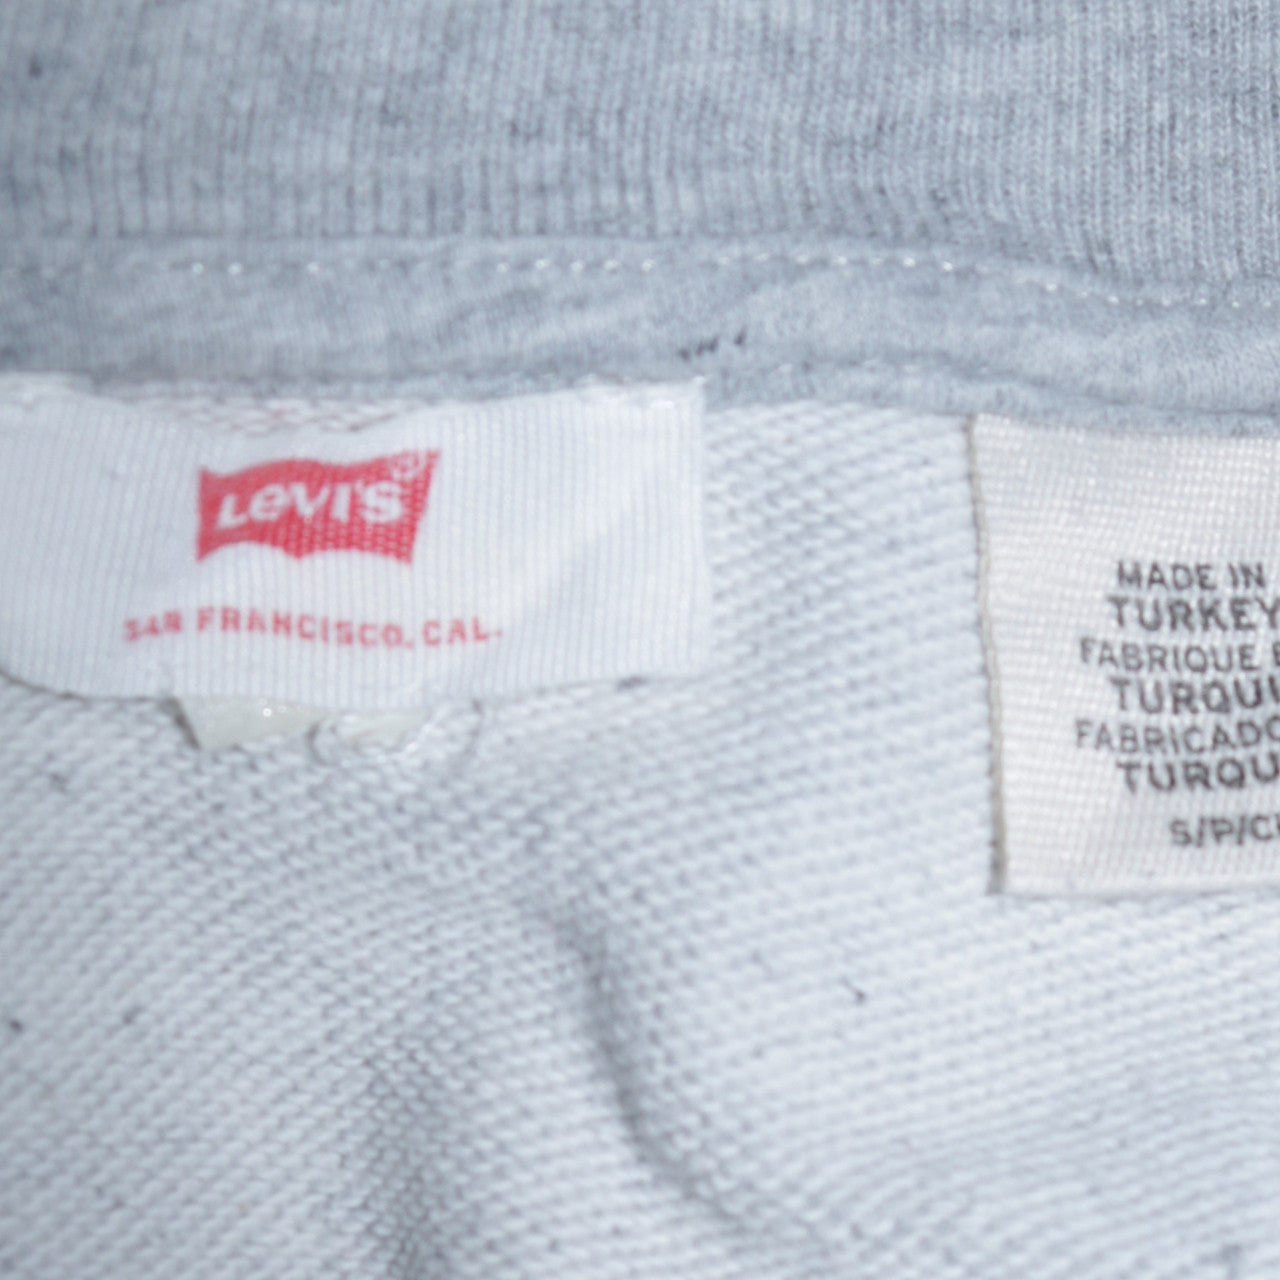 LEVI'S ®
SAN FRANCISCO, CAL.
MADE IN
TURKEY
FABRIQUE
TURQU
FABRICADO
TURQU
S/P/C